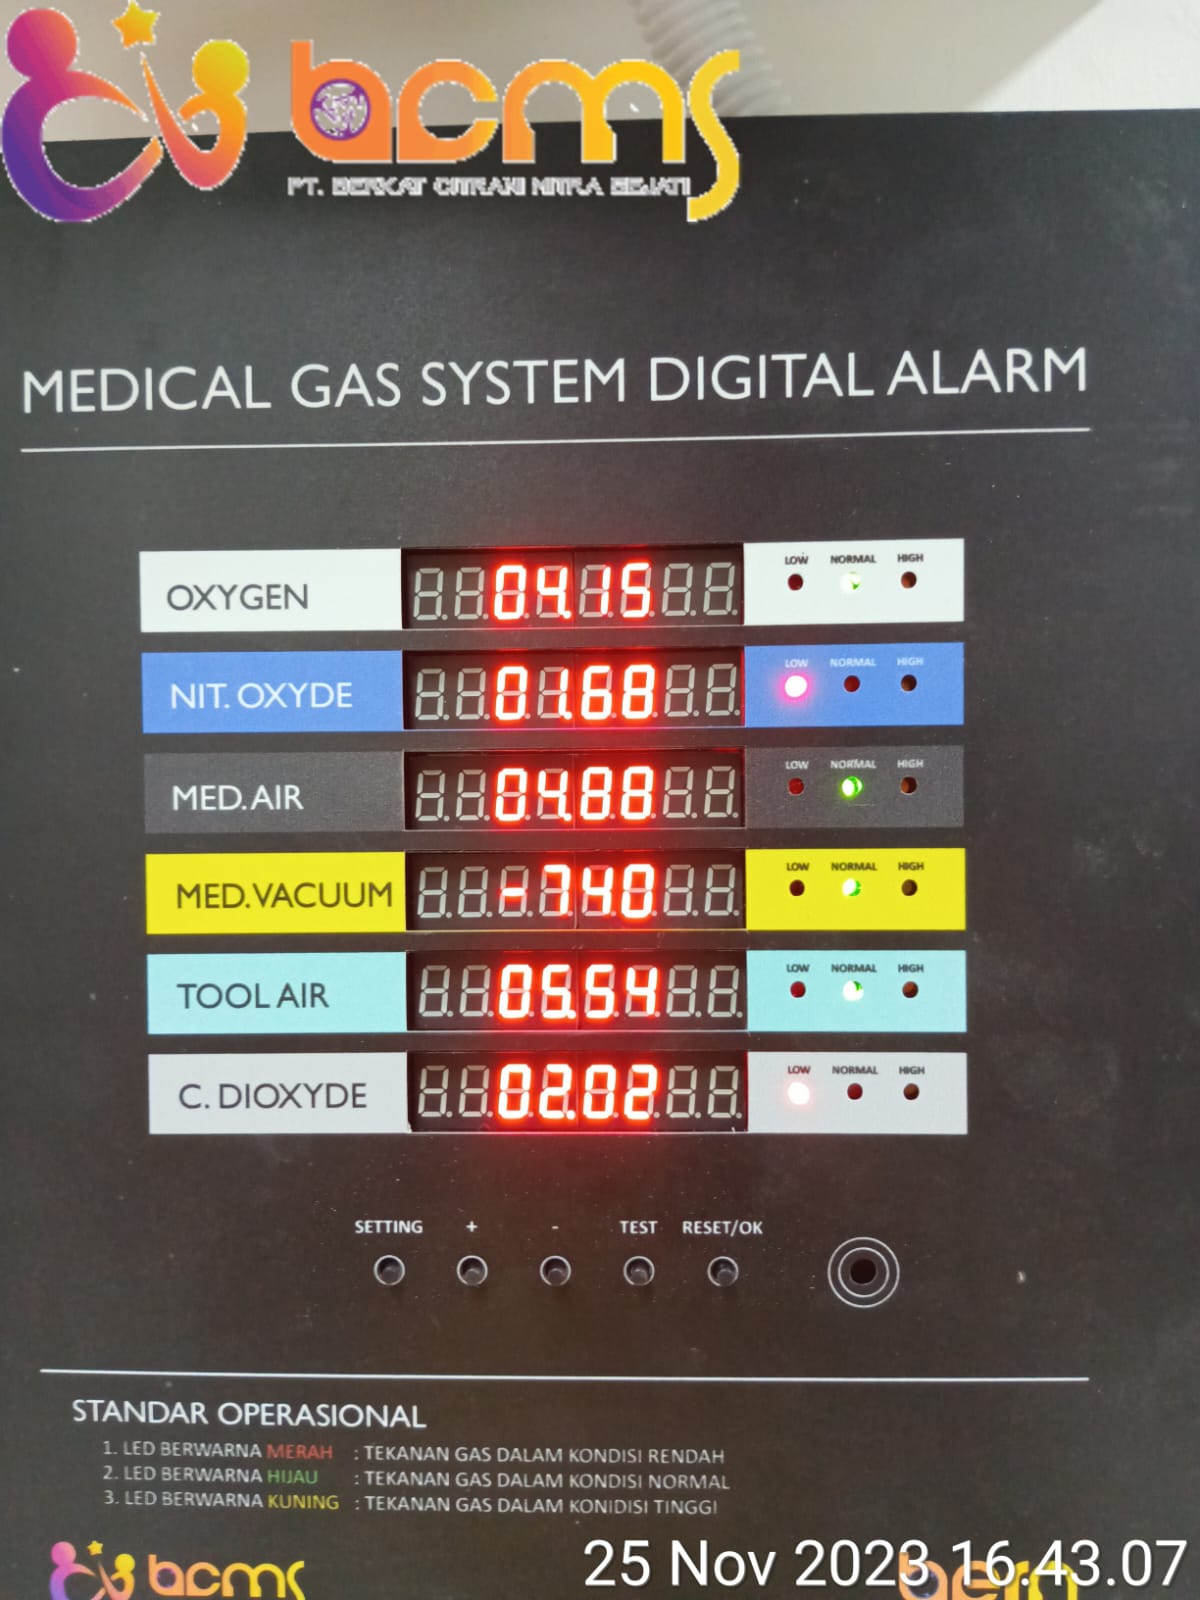 bcms
PT. BERKAT CITRANI MITRA SEJATI
MEDICAL GAS SYSTEM DIGITAL ALARM
OXYGEN 04.15 LOW NORMAL HIGH
NIT. OXYDE 01.68 LOW NORMAL HIGH
MED.AIR 04.88 LOW NORMAL HIGH
MED.VACUUM -740 LOW NORMAL HIGH
TOOL AIR 05.54 LOW NORMAL HIGH
C. DIOXYDE 02.02 LOW NORMAL HIGH
SETTING + - TEST RESET/OK
STANDAR OPERASIONAL
1. LED BERWARNA MERAH : TEKANAN GAS DALAM KONDISI RENDAH
2. LED BERWARNA HIJAU : TEKANAN GAS DALAM KONDISI NORMAL
3. LED BERWARNA KUNING : TEKANAN GAS DALAM KONIDISI TINGGI
bcms
25 Nov 2023 16.43.07